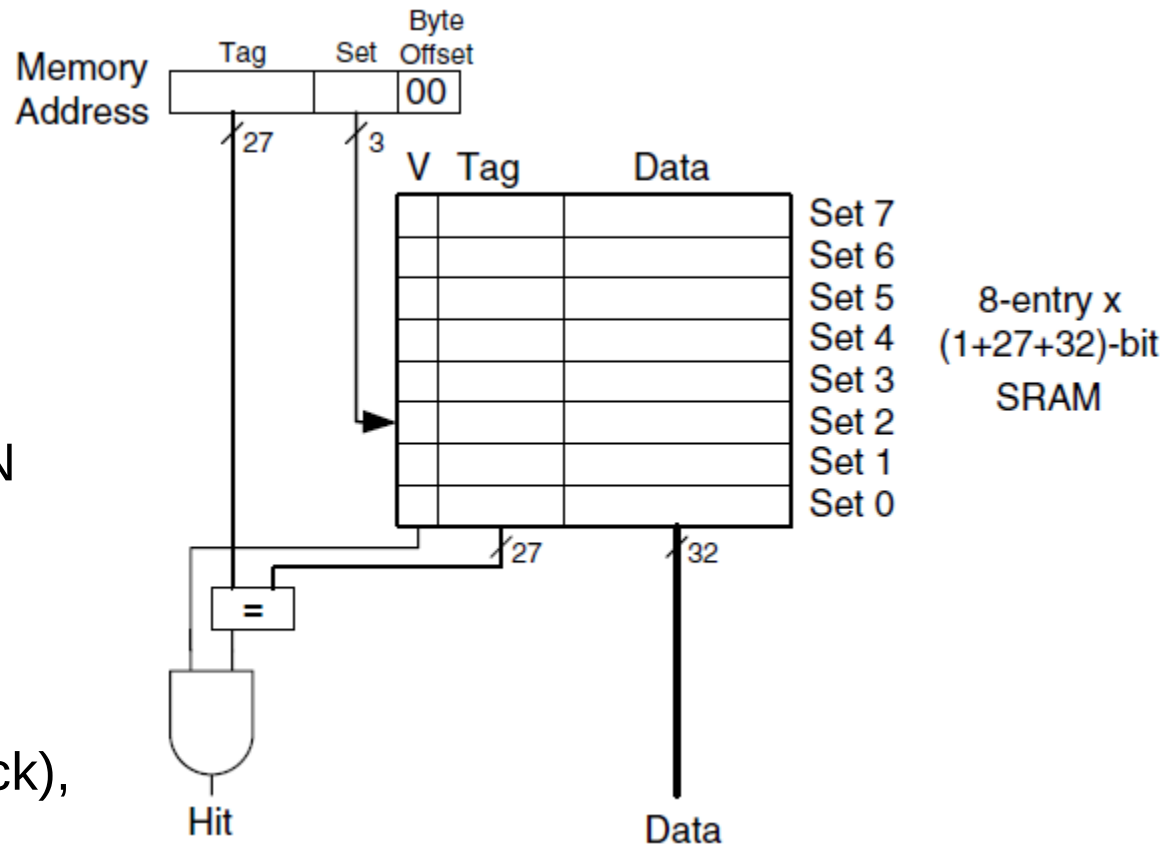 Byte
Tag Set Offset
Memory
Address
00
27 3
V Tag Data
Set 7
Set 6
Set 5
Set 4
Set 3
Set 2
Set 1
Set 0
8-entry x
(1+27+32)-bit
SRAM
N
27 32
=
ck),
Hit
Data